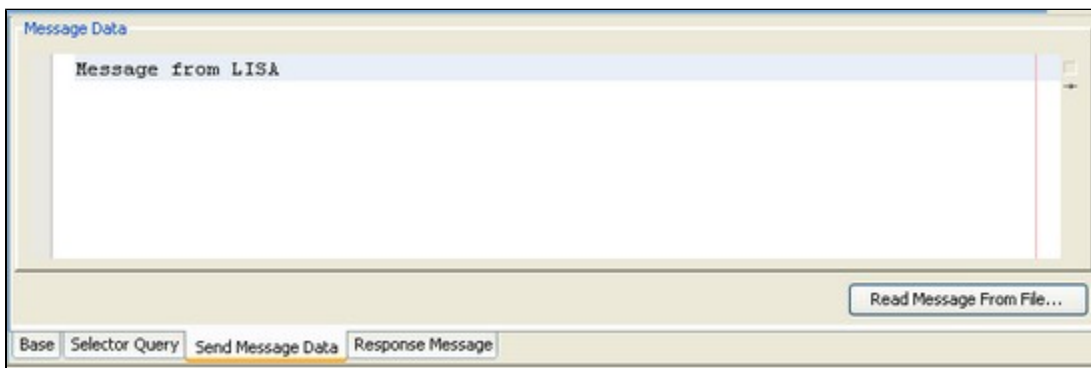 Message Data
Message from LISA
Read Message From File...
Base Selector Query Send Message Data Response Message